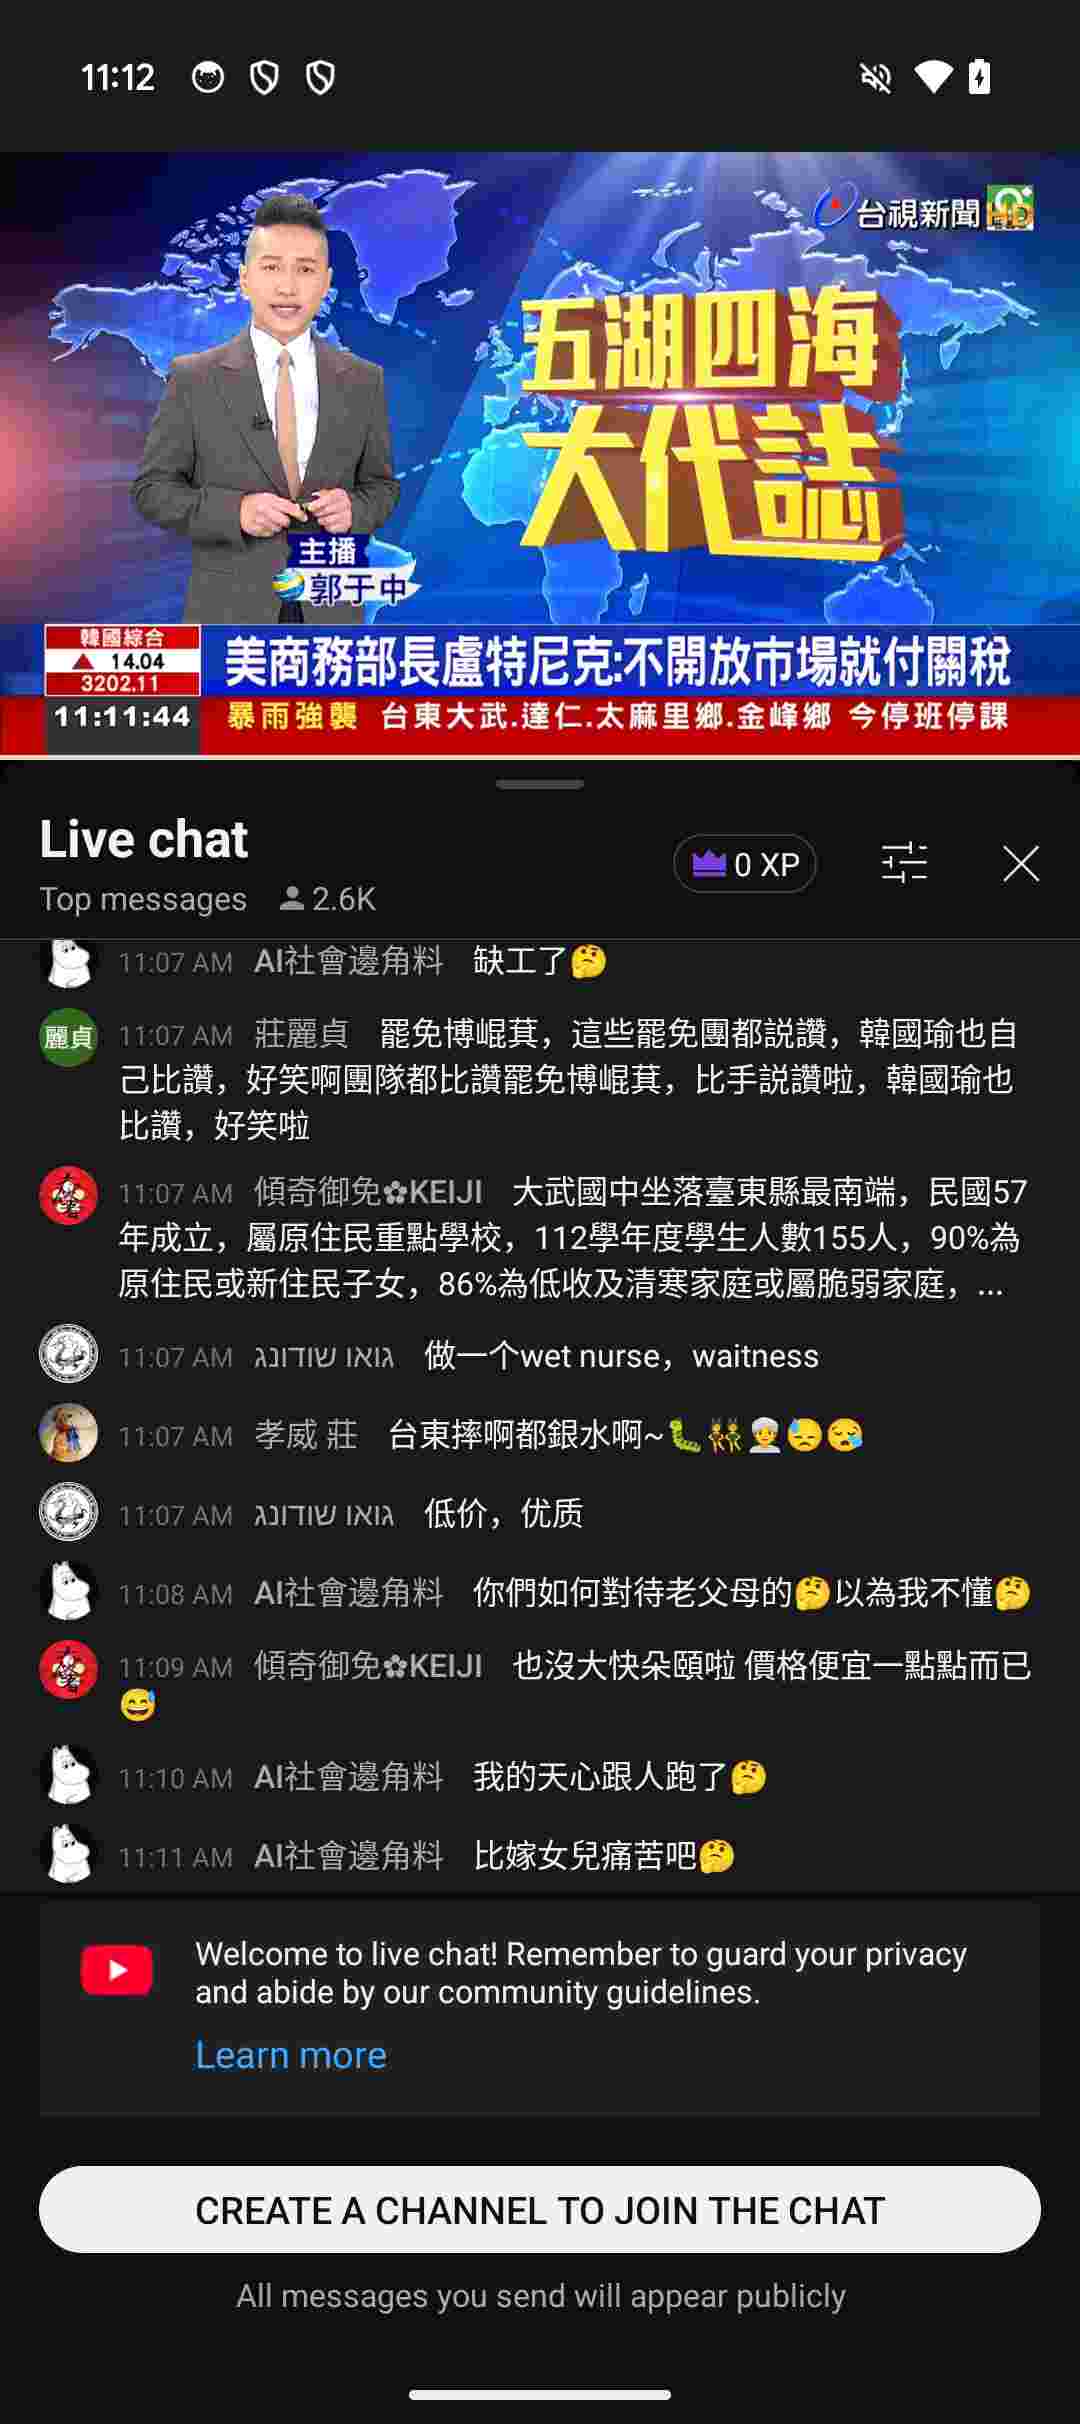 11:12
台視新聞 HD
五湖四海
大代誌
主播
郭于中
韓國綜合
▲ 14.04
3202.11
美商務部長盧特尼克:不開放市場就付關稅
11:11:44
暴雨強襲 台東大武.達仁.太麻里鄉.金峰鄉 今停班停課
Live chat
0 XP
Top messages 2.6K
11:07 AM AI社會邊角料 缺工了🤔
麗貞
11:07 AM 莊麗貞 罷免博崐萁，這些罷免團都説讚，韓國瑜也自
己比讚，好笑啊團隊都比讚罷免博崐萁，比手説讚啦，韓國瑜也
比讚，好笑啦
11:07 AM 傾奇御免✿KEIJI 大武國中坐落臺東縣最南端，民國57
年成立，屬原住民重點學校，112學年度學生人數155人，90%為
原住民或新住民子女，86%為低收及清寒家庭或屬脆弱家庭，...
11:07 AM גואו שודונג 做一个wet nurse，waitness
11:07 AM 孝威 莊 台東摔啊都銀水啊~🐛👯👳😓😪
11:07 AM גואו שודונג 低价，优质
11:08 AM AI社會邊角料 你們如何對待老父母的🤔以為我不懂🤔
11:09 AM 傾奇御免✿KEIJI 也沒大快朵頤啦 價格便宜一點點而已
😅
11:10 AM AI社會邊角料 我的天心跟人跑了🤔
11:11 AM AI社會邊角料 比嫁女兒痛苦吧🤔
Welcome to live chat! Remember to guard your privacy
and abide by our community guidelines.
Learn more
CREATE A CHANNEL TO JOIN THE CHAT
All messages you send will appear publicly